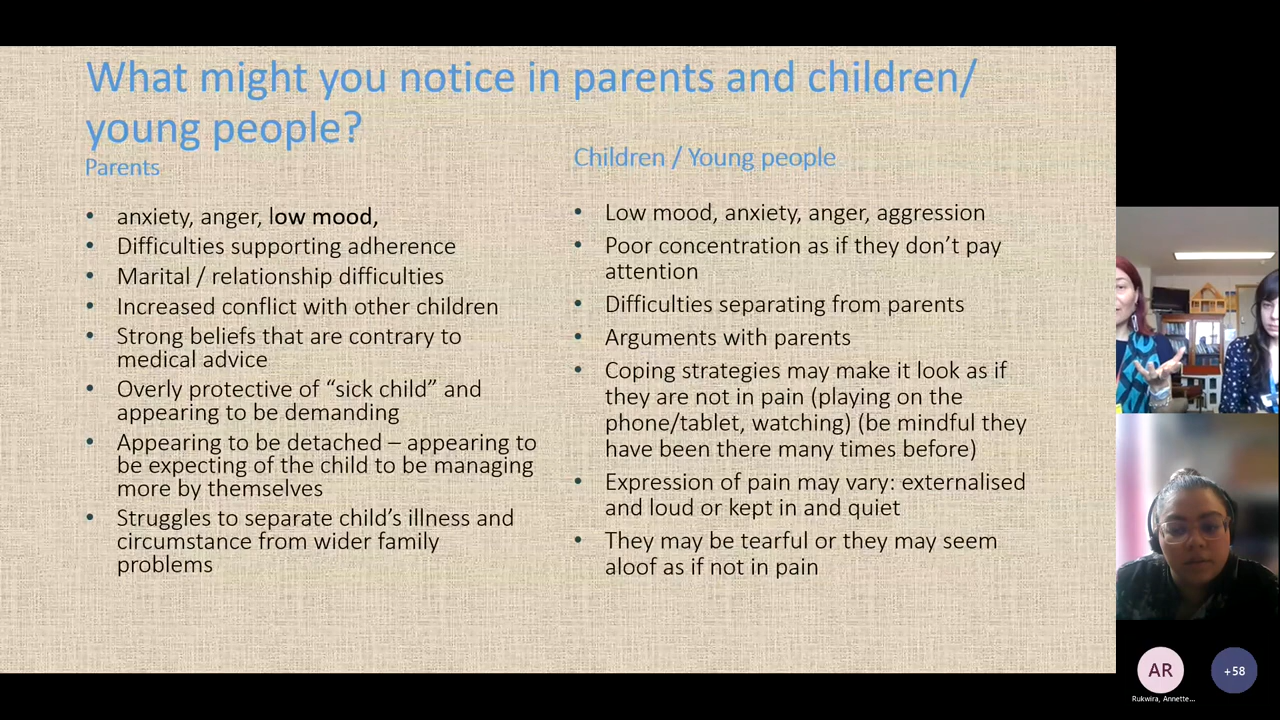 What might you notice in parents and children/
young people?
Parents
• anxiety, anger, low mood,
• Difficulties supporting adherence
• Marital / relationship difficulties
• Increased conflict with other children
• Strong beliefs that are contrary to
medical advice
• Overly protective of “sick child” and
appearing to be demanding
• Appearing to be detached – appearing to
be expecting of the child to be managing
more by themselves
• Struggles to separate child’s illness and
circumstance from wider family
problems
Children / Young people
• Low mood, anxiety, anger, aggression
• Poor concentration as if they don’t pay
attention
• Difficulties separating from parents
• Arguments with parents
• Coping strategies may make it look as if
they are not in pain (playing on the
phone/tablet, watching) (be mindful they
have been there many times before)
• Expression of pain may vary: externalised
and loud or kept in and quiet
• They may be tearful or they may seem
aloof as if not in pain
AR
+58
Rukwira, Annette...